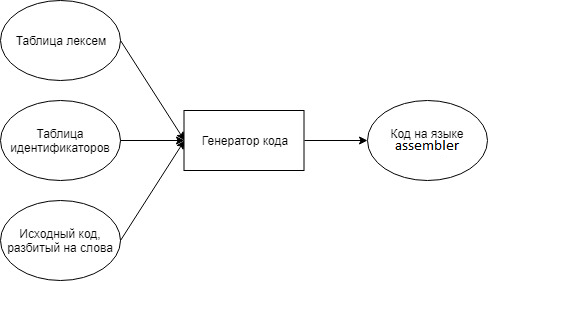 Таблица лексем
Таблица
идентификаторов
Исходный код,
разбитый на слова
Генератор кода
Код на языке
assembler